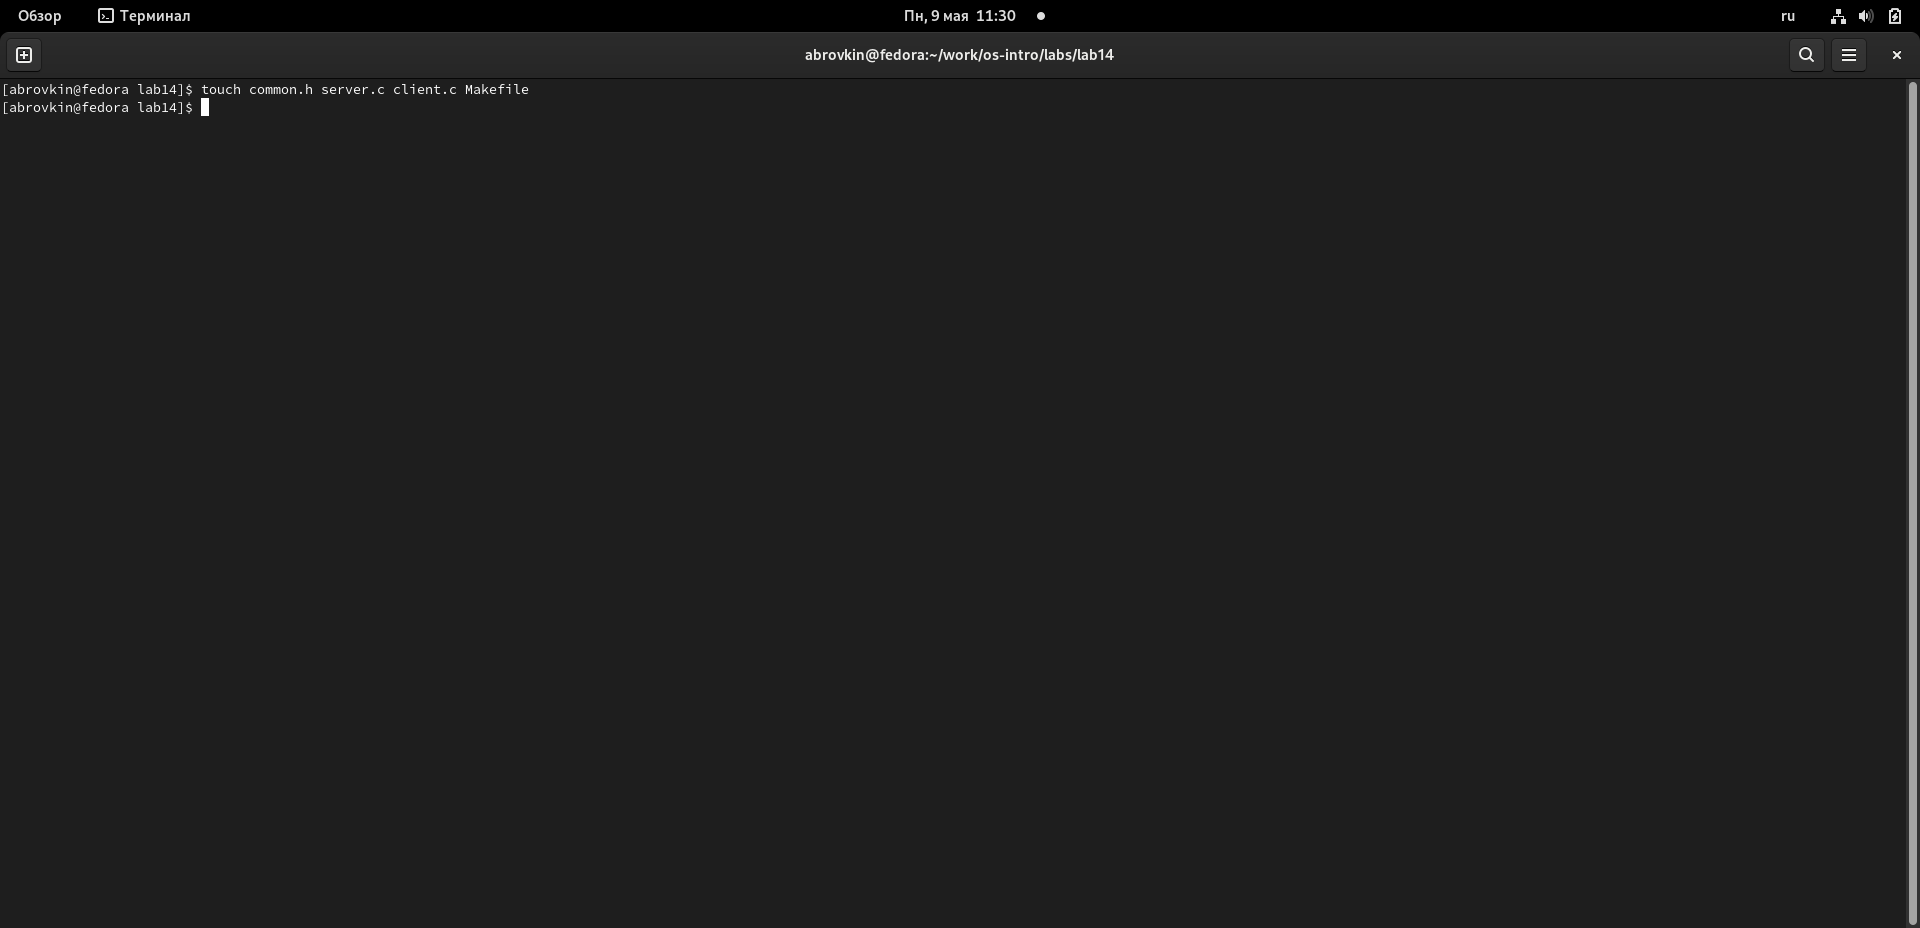 Обзор Терминал Пн, 9 мая 11:30 ru
abrovkin@fedora:~/work/os-intro/labs/lab14
[abrovkin@fedora lab14]$ touch common.h server.c client.c Makefile
[abrovkin@fedora lab14]$